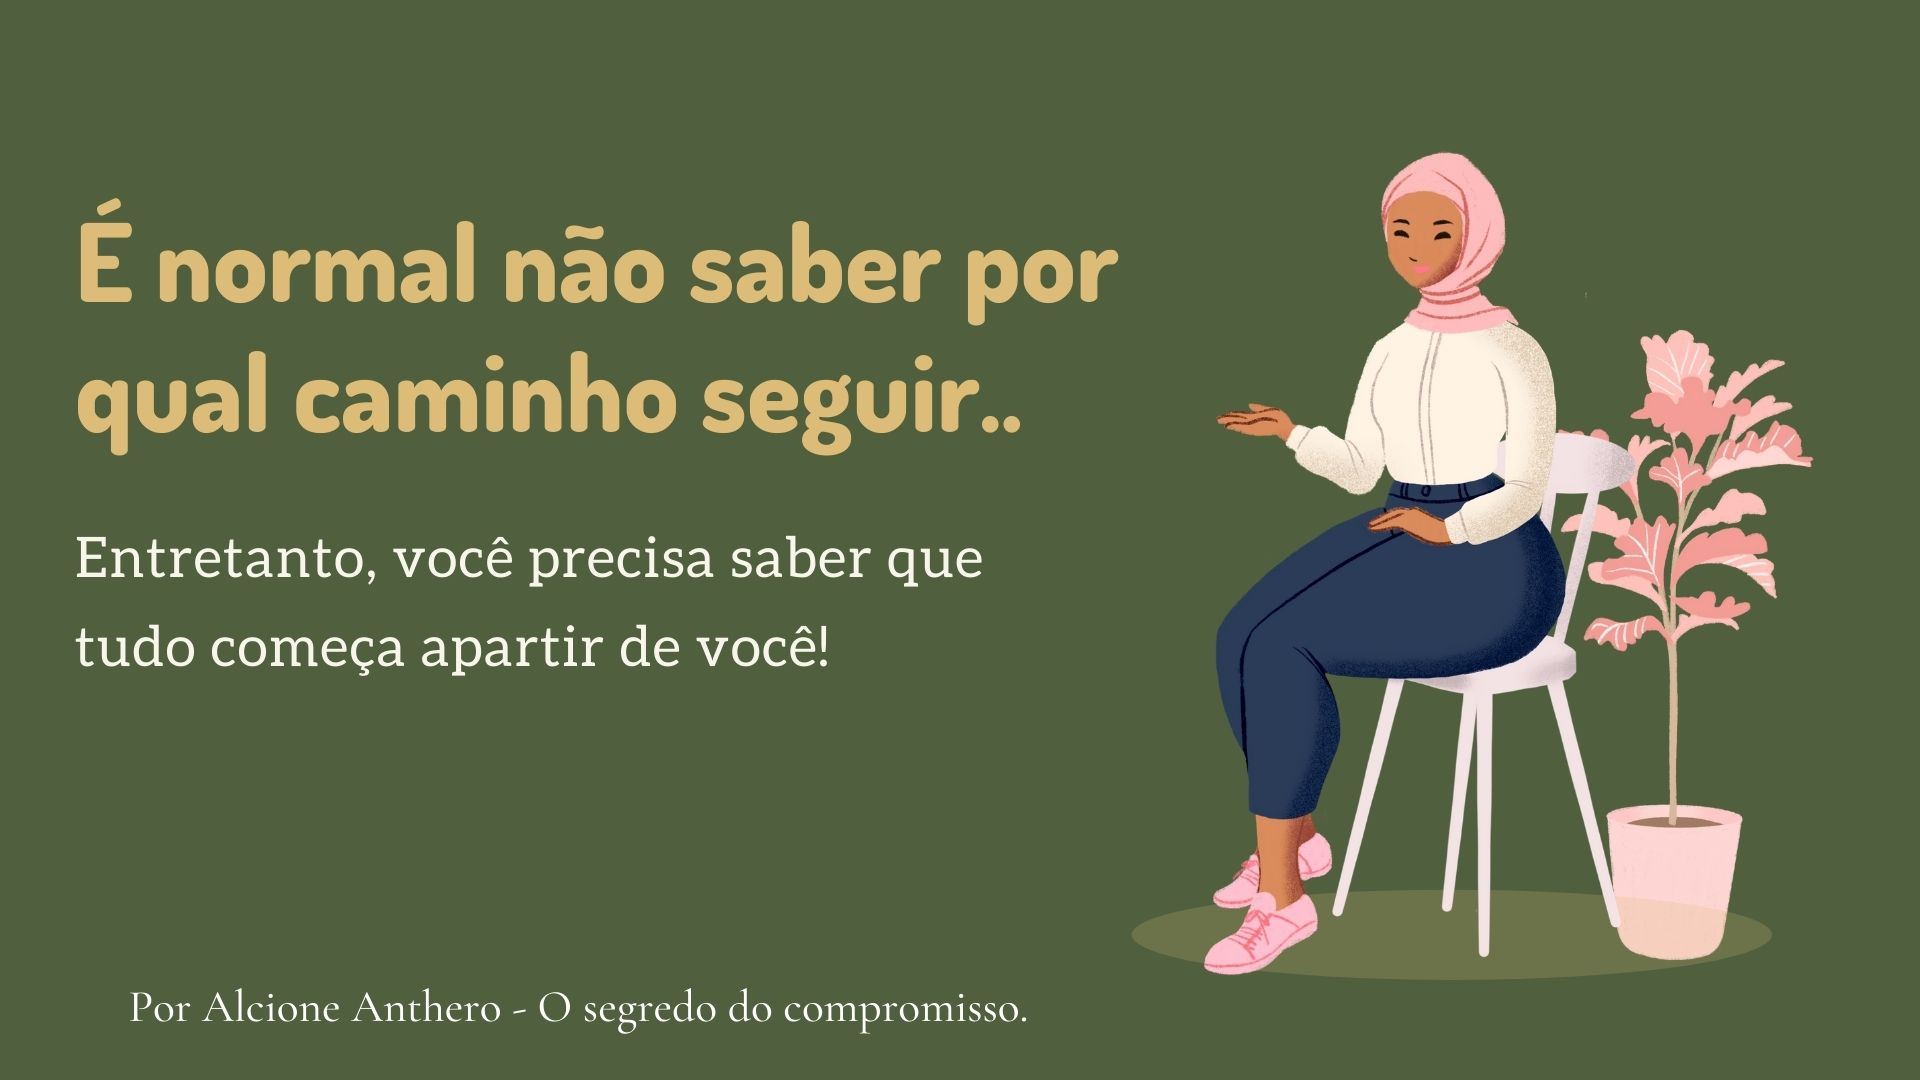 É normal não saber por
qual caminho seguir..
Entretanto, você precisa saber que
tudo começa apartir de você!
Por Alcione Anthero - O segredo do compromisso.